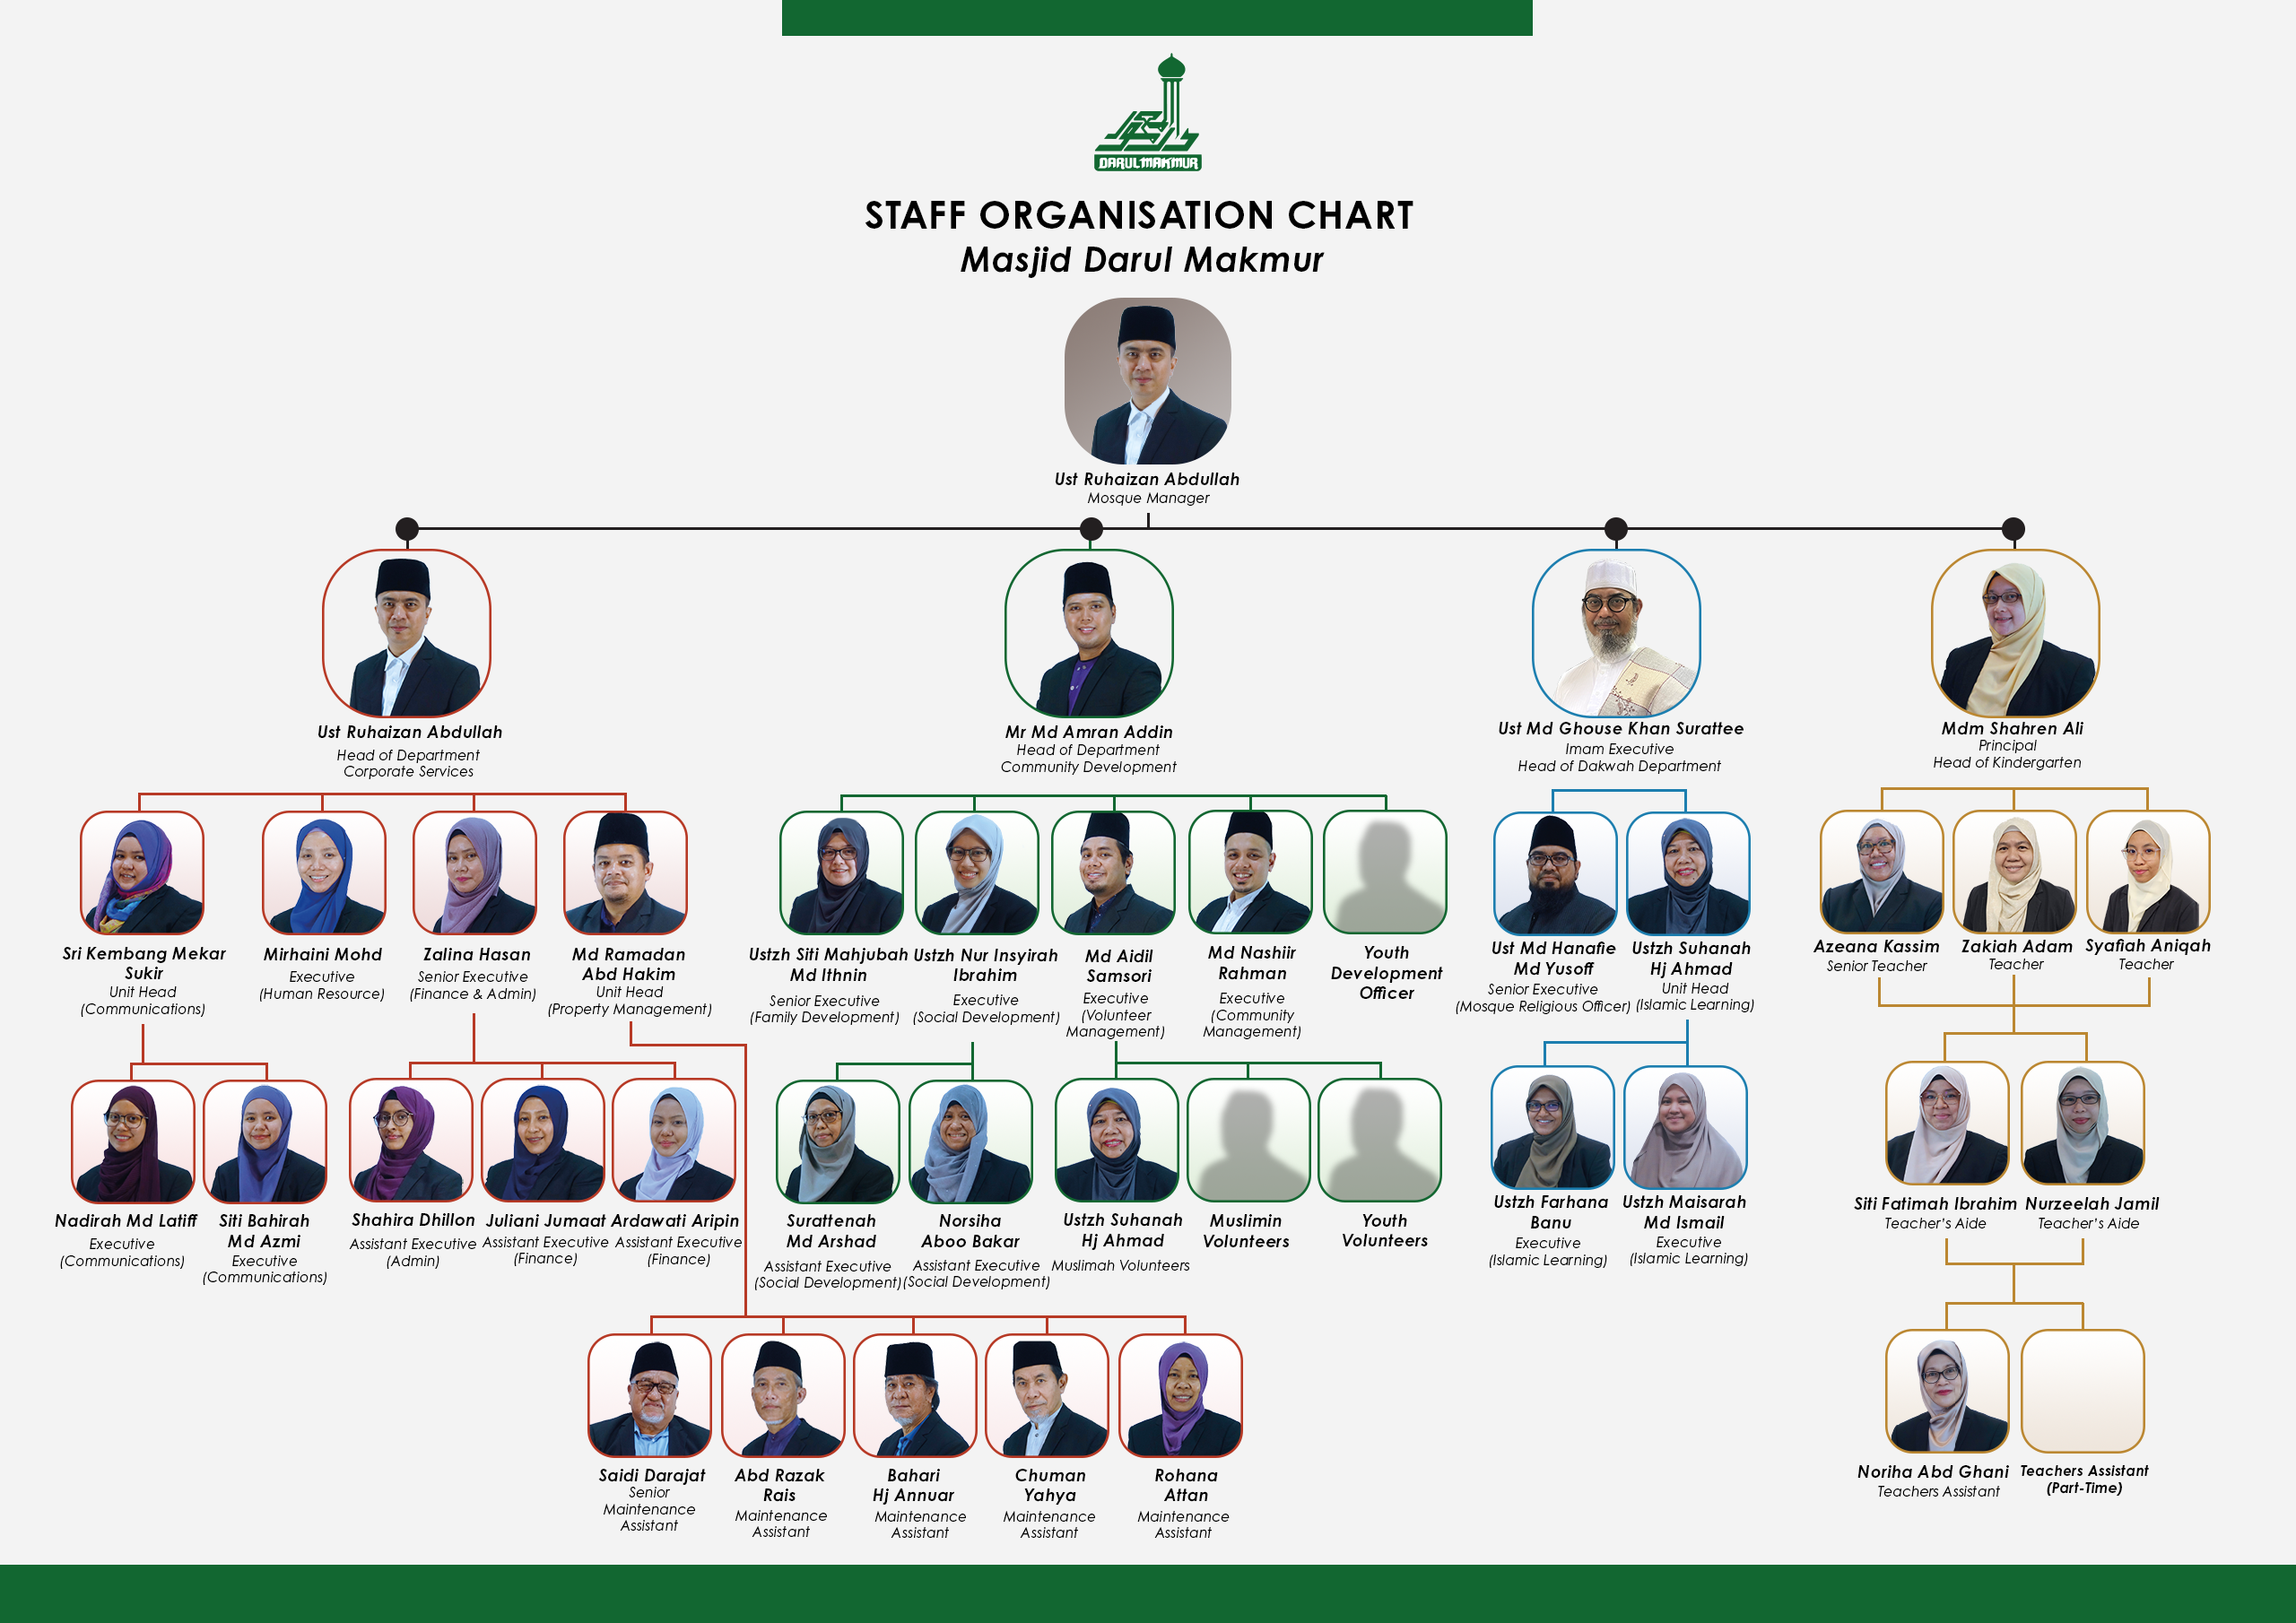 DARUL MAKMUR
STAFF ORGANISATION CHART
Masjid Darul Makmur
Ust Ruhaizan Abdullah
Mosque Manager
Ust Ruhaizan Abdullah
Head of Department
Corporate Services
Mr Md Amran Addin
Head of Department
Community Development
Ust Md Ghouse Khan Surattee
Imam Executive
Head of Dakwah Department
Mdm Shahren Ali
Principal
Head of Kindergarten
Sri Kembang Mekar
Sukir
Unit Head
(Communications)
Mirhaini Mohd
Executive
(Human Resource)
Zalina Hasan
Senior Executive
(Finance & Admin)
Md Ramadan
Abd Hakim
Unit Head
(Property Management)
Ustzh Siti Mahjubah
Md Ithnin
Senior Executive
(Family Development)
Ustzh Nur Insyirah
Ibrahim
Executive
(Social Development)
Md Aidil
Samsori
Executive
(Volunteer
Management)
Md Nashiir
Rahman
Executive
(Community
Management)
Youth
Development
Officer
Ust Md Hanafie
Md Yusoff
Senior Executive
(Mosque Religious Officer)
Ustzh Suhanah
Hj Ahmad
Unit Head
(Islamic Learning)
Azeana Kassim
Senior Teacher
Zakiah Adam
Teacher
Syafiah Aniqah
Teacher
Nadirah Md Latiff
Executive
(Communications)
Siti Bahirah
Md Azmi
Executive
(Communications)
Shahira Dhillon
Assistant Executive
(Admin)
Juliani Jumaat
Assistant Executive
(Finance)
Ardawati Aripin
Assistant Executive
(Finance)
Surattenah
Md Arshad
Assistant Executive
(Social Development)
Norsiha
Aboo Bakar
Assistant Executive
(Social Development)
Ustzh Suhanah
Hj Ahmad
Muslimah Volunteers
Muslimin
Volunteers
Youth
Volunteers
Ustzh Farhana
Banu
Executive
(Islamic Learning)
Ustzh Maisarah
Md Ismail
Executive
(Islamic Learning)
Siti Fatimah Ibrahim
Teacher's Aide
Nurzeelah Jamil
Teacher's Aide
Saidi Darajat
Senior
Maintenance
Assistant
Abd Razak
Rais
Maintenance
Assistant
Bahari
Hj Annuar
Maintenance
Assistant
Chuman
Yahya
Maintenance
Assistant
Rohana
Attan
Maintenance
Assistant
Noriha Abd Ghani
Teachers Assistant
Teachers Assistant
(Part-Time)